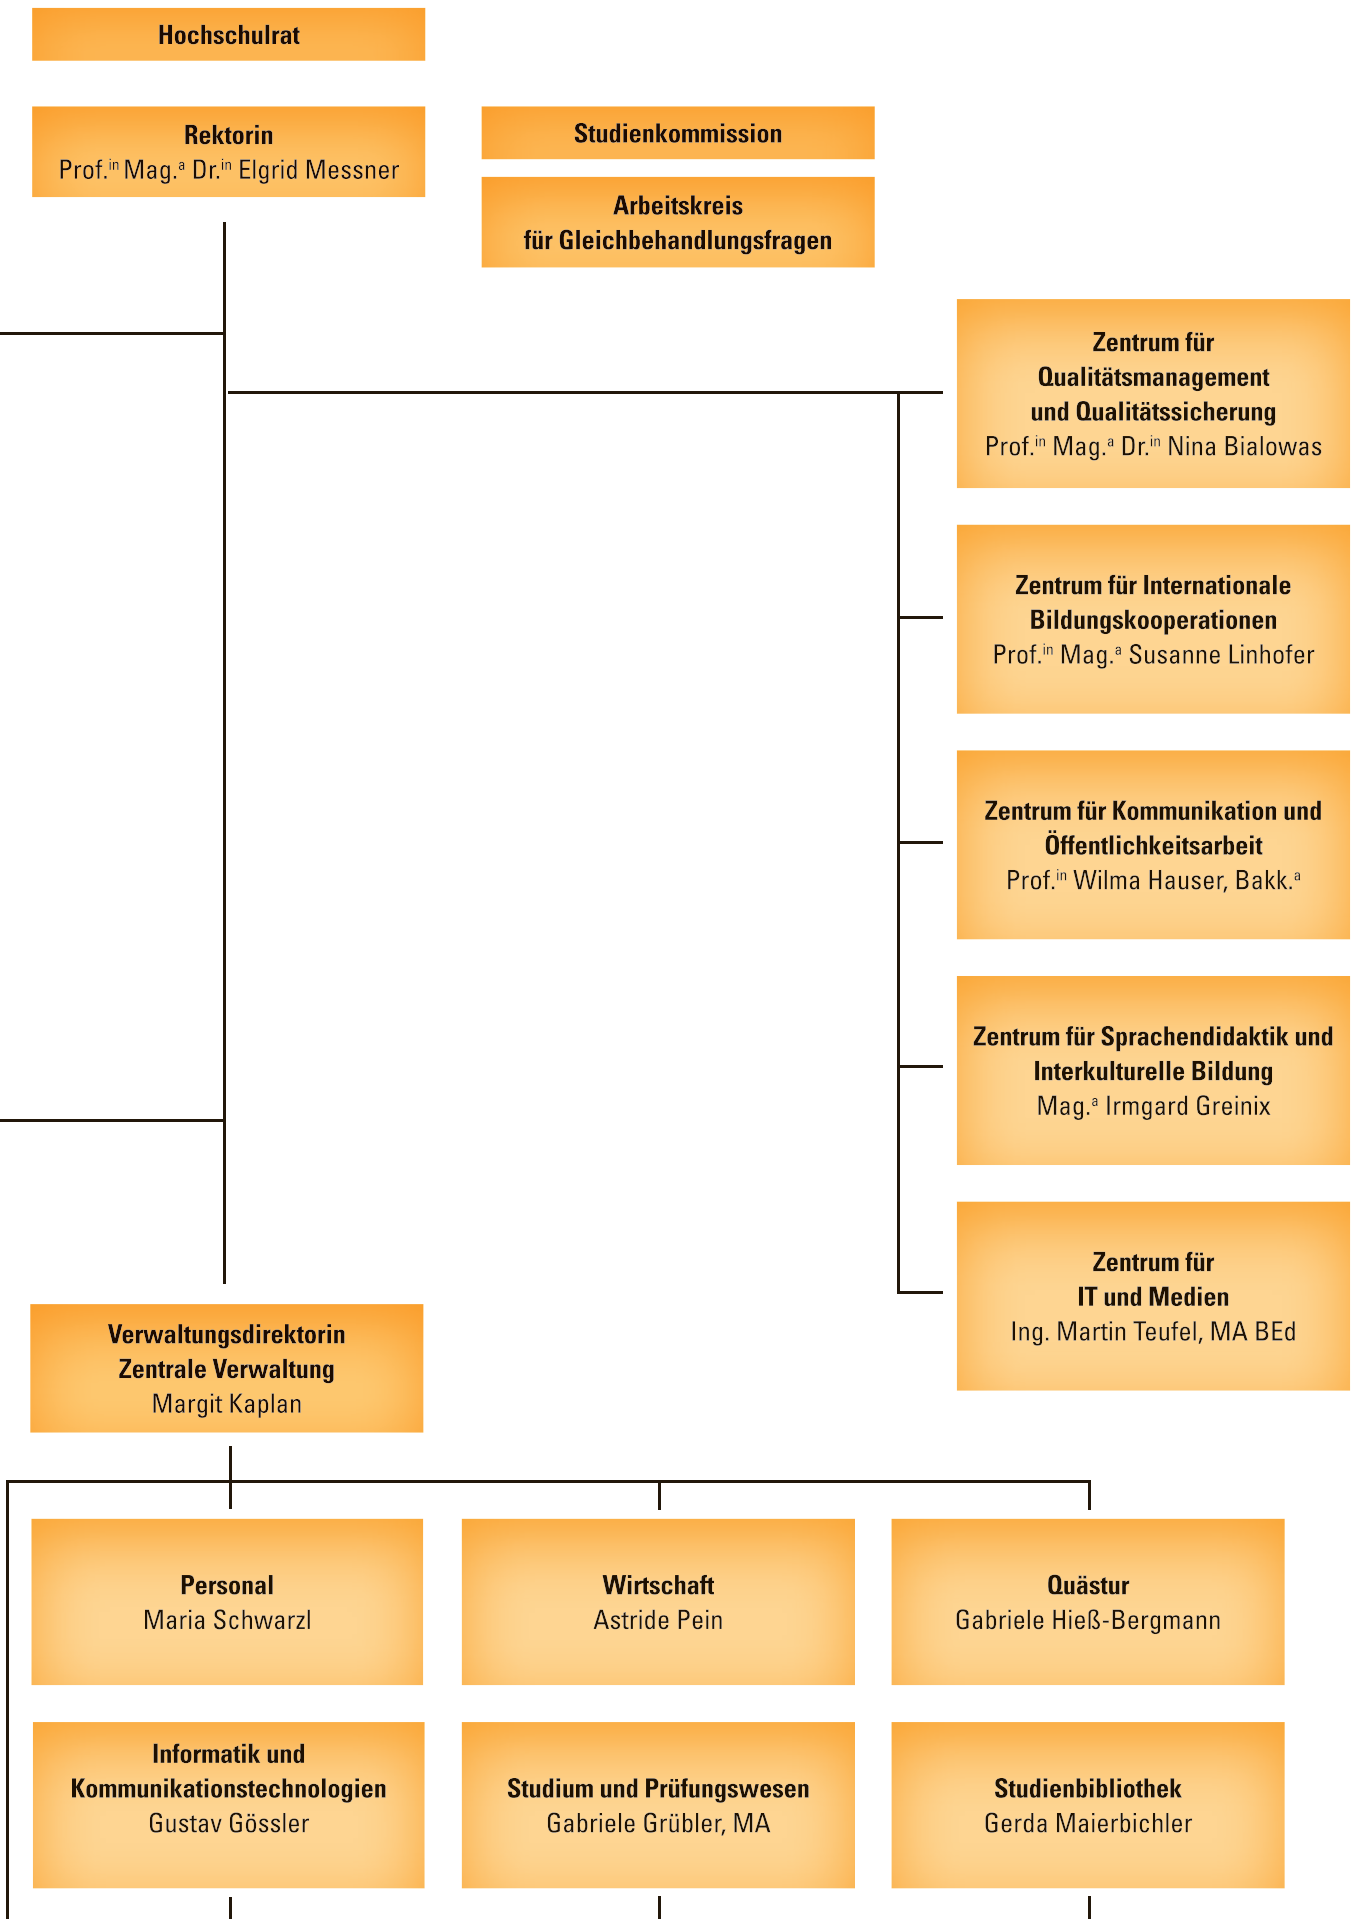 Hochschulrat
Rektorin
Prof.ⁱⁿ Mag.ᵃ Dr.ⁱⁿ Elgrid Messner
Studienkommission
Arbeitskreis
für Gleichbehandlungsfragen
Zentrum für
Qualitätsmanagement
und Qualitätssicherung
Prof.ⁱⁿ Mag.ᵃ Dr.ⁱⁿ Nina Bialowas
Zentrum für Internationale
Bildungskooperationen
Prof.ⁱⁿ Mag.ᵃ Susanne Linhofer
Zentrum für Kommunikation und
Öffentlichkeitsarbeit
Prof.ⁱⁿ Wilma Hauser, Bakk.ᵃ
Zentrum für Sprachendidaktik und
Interkulturelle Bildung
Mag.ᵃ Irmgard Greinix
Zentrum für
IT und Medien
Ing. Martin Teufel, MA BEd
Verwaltungsdirektorin
Zentrale Verwaltung
Margit Kaplan
Personal
Maria Schwarzl
Wirtschaft
Astride Pein
Quästur
Gabriele Hieß-Bergmann
Informatik und
Kommunikationstechnologien
Gustav Gössler
Studium und Prüfungswesen
Gabriele Grübler, MA
Studienbibliothek
Gerda Maierbichler